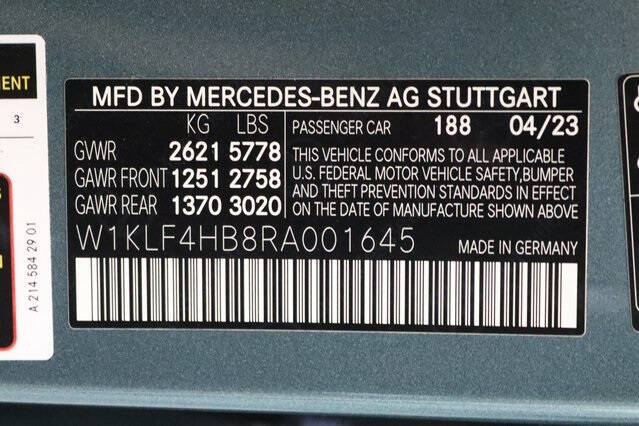 MENT
3
A 214 584 29 01
MFD BY MERCEDES-BENZ AG STUTTGART
KG LBS
GVWR 2621 5778
GAWR FRONT 1251 2758
GAWR REAR 1370 3020
PASSENGER CAR 188 04/23
THIS VEHICLE CONFORMS TO ALL APPLICABLE
U.S. FEDERAL MOTOR VEHICLE SAFETY,BUMPER
AND THEFT PREVENTION STANDARDS IN EFFECT
ON THE DATE OF MANUFACTURE SHOWN ABOVE
W1KLF4HB8RA001645
MADE IN GERMANY